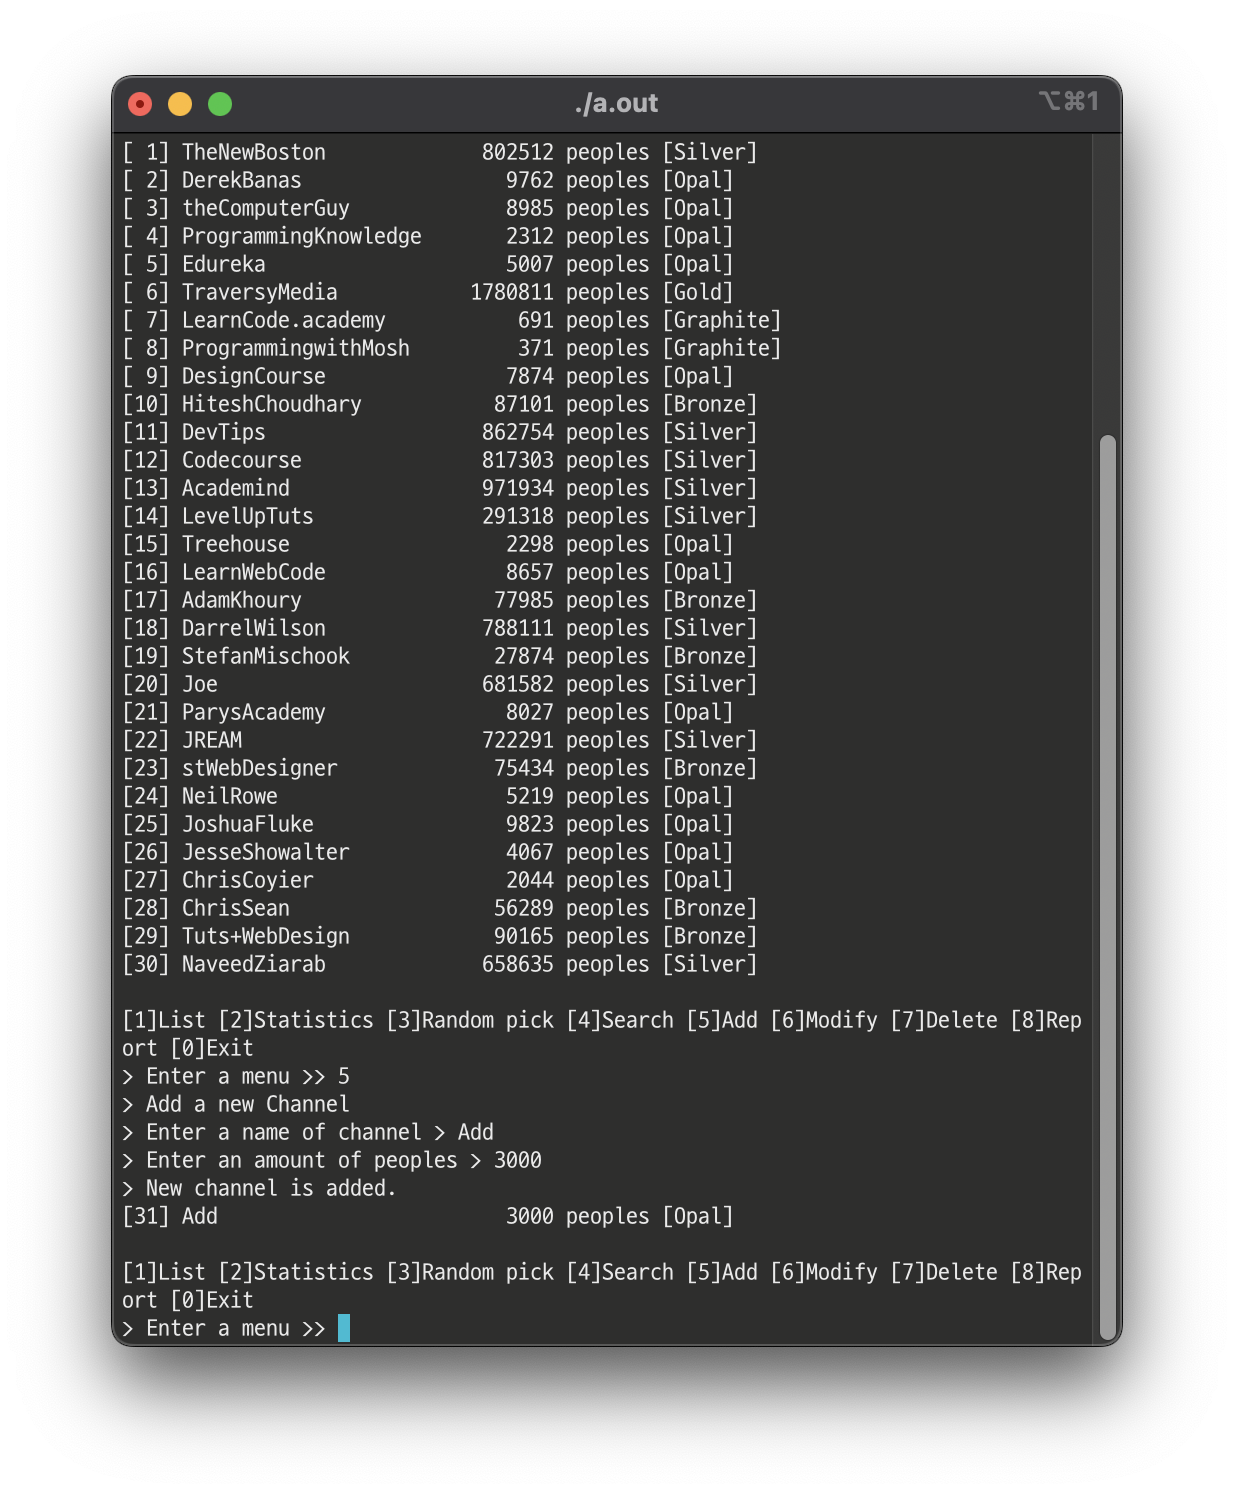 ./a.out
⌥⌘1
[ 1] TheNewBoston             802512 peoples [Silver]
[ 2] DerekBanas                 9762 peoples [Opal]
[ 3] theComputerGuy             8985 peoples [Opal]
[ 4] ProgrammingKnowledge       2312 peoples [Opal]
[ 5] Edureka                    5007 peoples [Opal]
[ 6] TraversyMedia           1780811 peoples [Gold]
[ 7] LearnCode.academy           691 peoples [Graphite]
[ 8] ProgrammingwithMosh         371 peoples [Graphite]
[ 9] DesignCourse               7874 peoples [Opal]
[10] HiteshChoudhary           87101 peoples [Bronze]
[11] DevTips                  862754 peoples [Silver]
[12] Codecourse               817303 peoples [Silver]
[13] Academind                971934 peoples [Silver]
[14] LevelUpTuts              291318 peoples [Silver]
[15] Treehouse                  2298 peoples [Opal]
[16] LearnWebCode               8657 peoples [Opal]
[17] AdamKhoury                77985 peoples [Bronze]
[18] DarrelWilson             788111 peoples [Silver]
[19] StefanMischook            27874 peoples [Bronze]
[20] Joe                      681582 peoples [Silver]
[21] ParysAcademy               8027 peoples [Opal]
[22] JREAM                    722291 peoples [Silver]
[23] stWebDesigner             75434 peoples [Bronze]
[24] NeilRowe                   5219 peoples [Opal]
[25] JoshuaFluke                9823 peoples [Opal]
[26] JesseShowalter             4067 peoples [Opal]
[27] ChrisCoyier                2044 peoples [Opal]
[28] ChrisSean                 56289 peoples [Bronze]
[29] Tuts+WebDesign            90165 peoples [Bronze]
[30] NaveedZiarab             658635 peoples [Silver]
[1]List [2]Statistics [3]Random pick [4]Search [5]Add [6]Modify [7]Delete [8]Rep
ort [0]Exit
> Enter a menu >> 5
> Add a new Channel
> Enter a name of channel > Add
> Enter an amount of peoples > 3000
> New channel is added.
[31] Add                        3000 peoples [Opal]
[1]List [2]Statistics [3]Random pick [4]Search [5]Add [6]Modify [7]Delete [8]Rep
ort [0]Exit
> Enter a menu >>